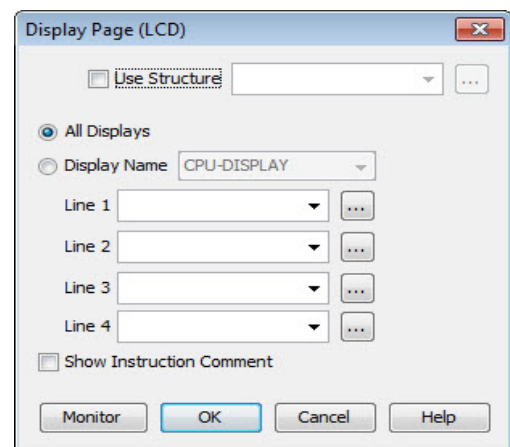 Display Page (LCD)
Use Structure
...
All Displays
Display Name CPU-DISPLAY
Line 1 ...
Line 2 ...
Line 3 ...
Line 4 ...
Show Instruction Comment
Monitor OK Cancel Help